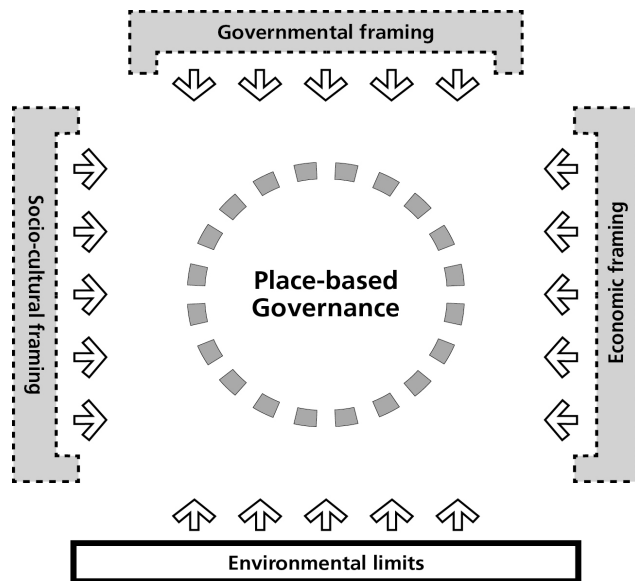 Governmental framing
Socio-cultural framing
Place-based
Governance
Economic framing
Environmental limits